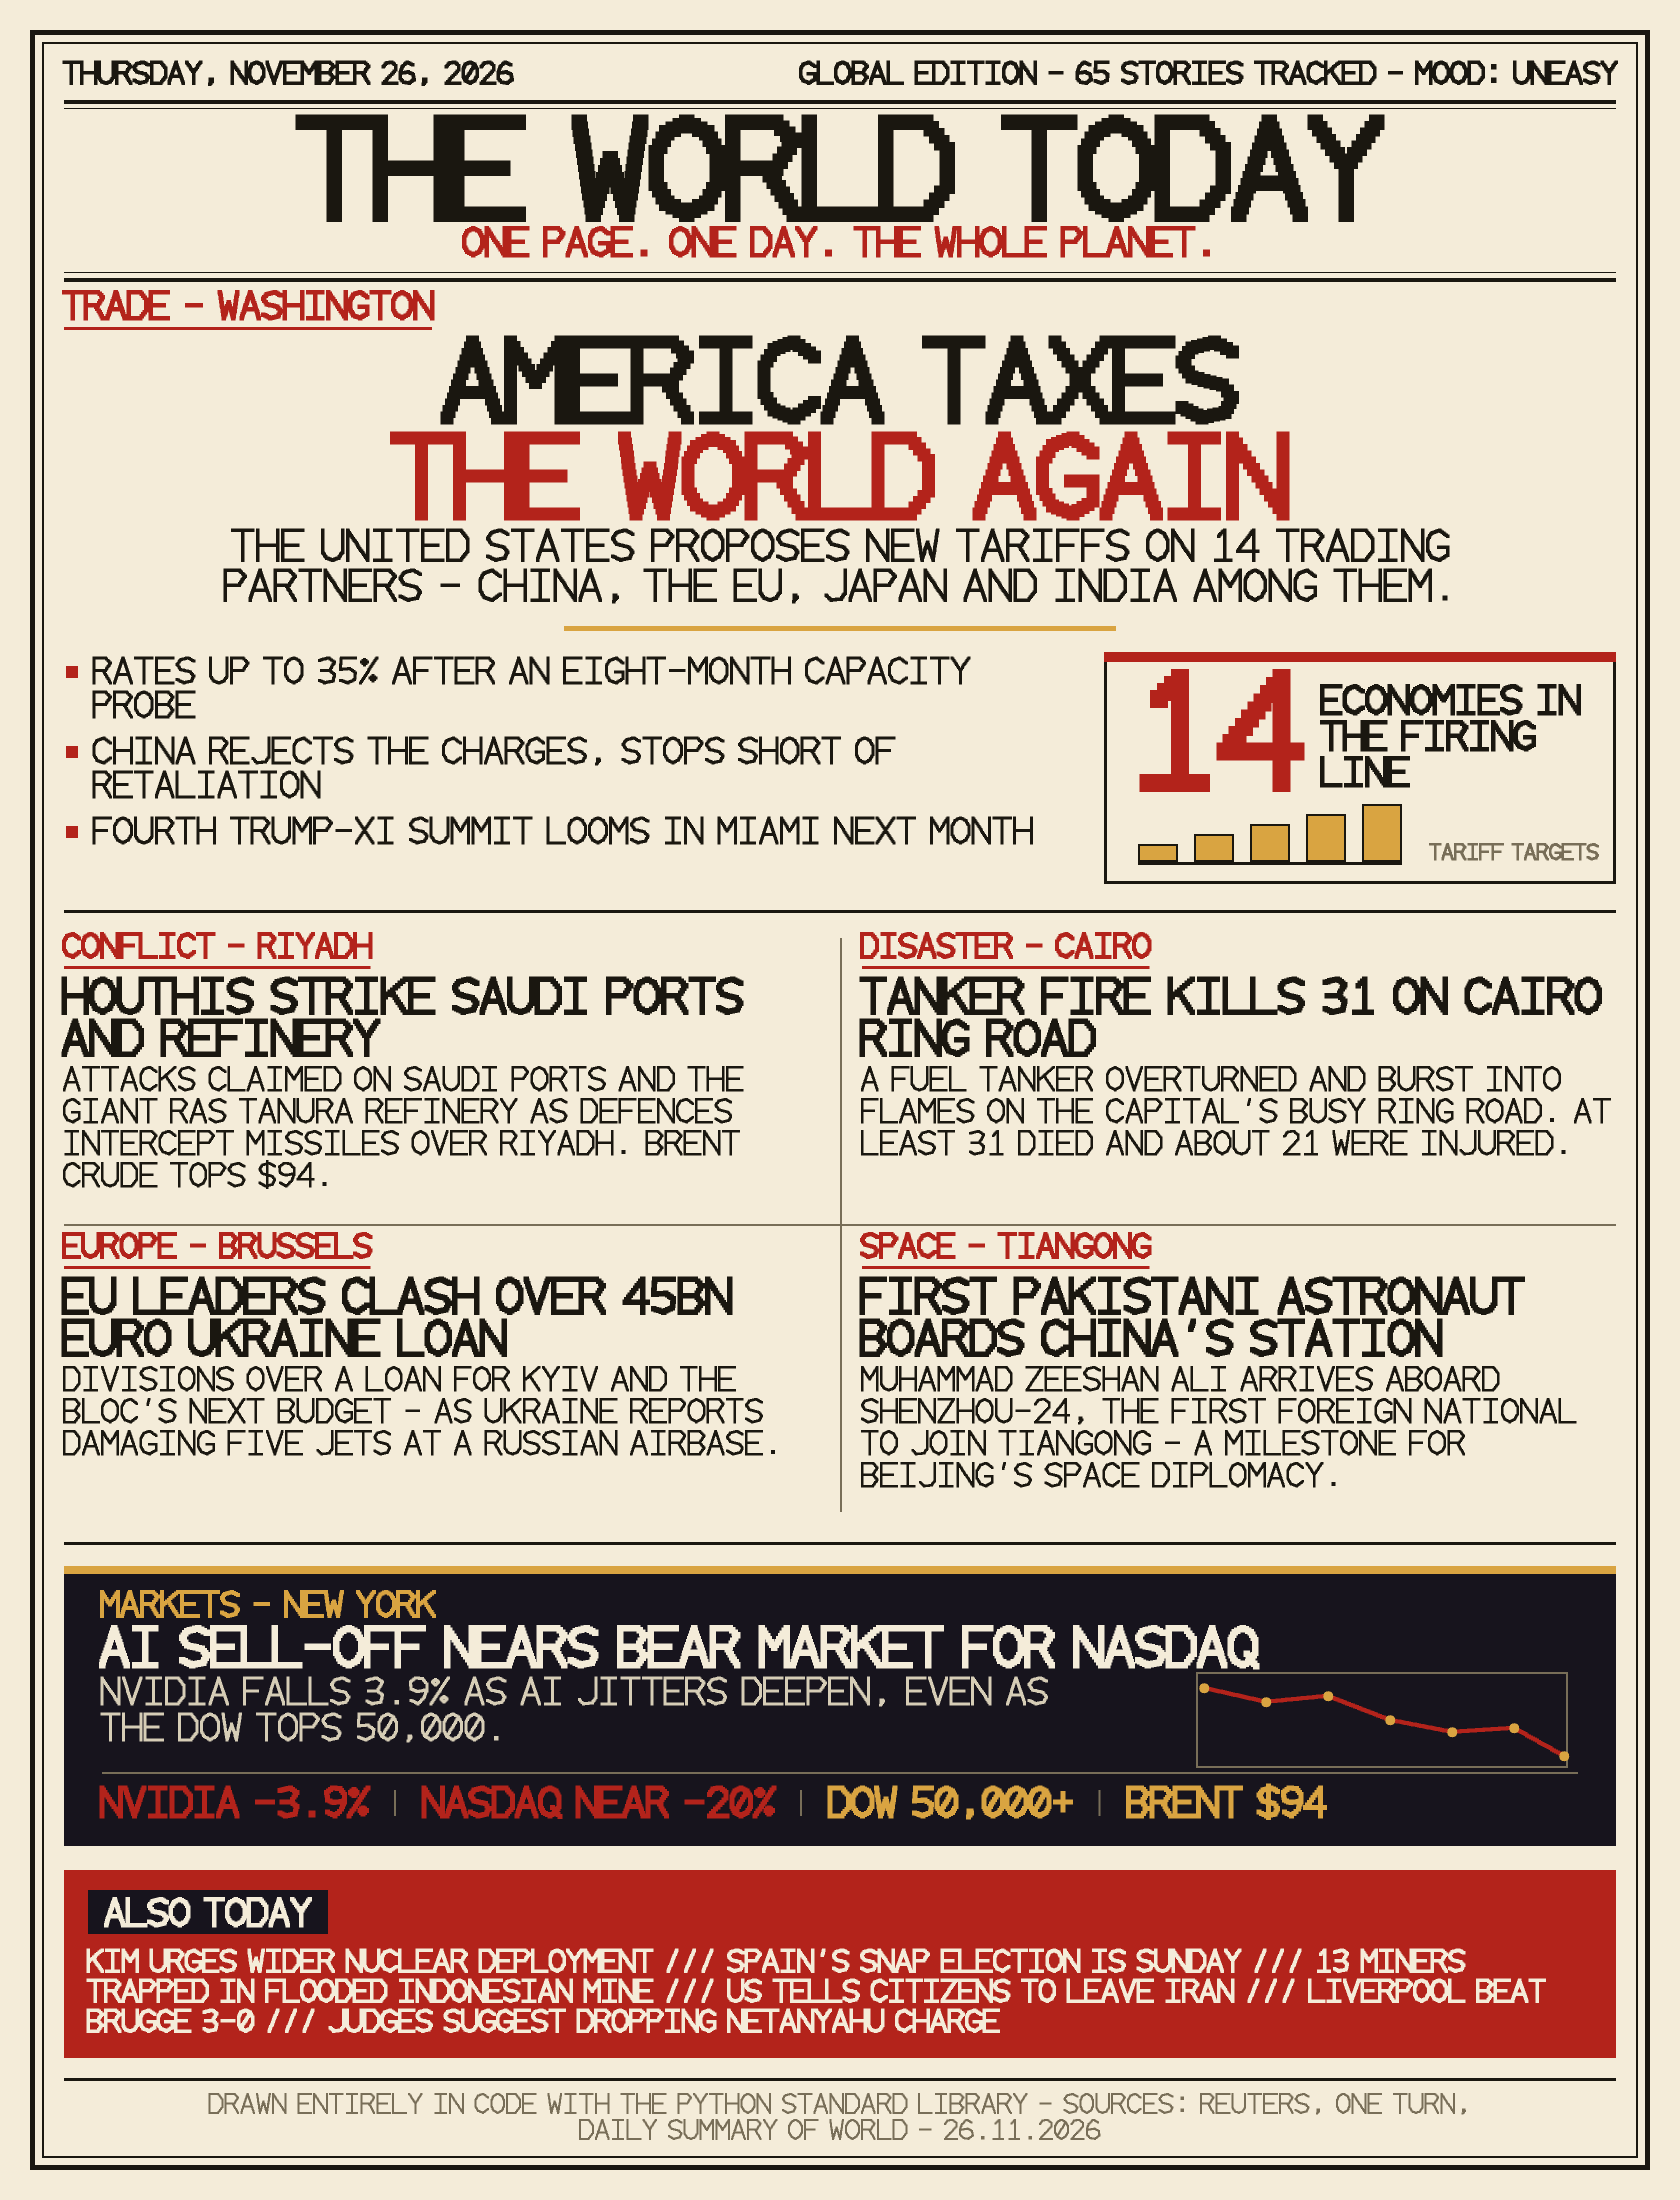 THURSDAY, NOVEMBER 26, 2026
GLOBAL EDITION - 65 STORIES TRACKED - MOOD: UNEASY
THE WORLD TODAY
ONE PAGE. ONE DAY. THE WHOLE PLANET.
TRADE - WASHINGTON
AMERICA TAXES
THE WORLD AGAIN
THE UNITED STATES PROPOSES NEW TARIFFS ON 14 TRADING
PARTNERS - CHINA, THE EU, JAPAN AND INDIA AMONG THEM.
RATES UP TO 35% AFTER AN EIGHT-MONTH CAPACITY
PROBE
CHINA REJECTS THE CHARGES, STOPS SHORT OF
RETALIATION
FOURTH TRUMP-XI SUMMIT LOOMS IN MIAMI NEXT MONTH
14
ECONOMIES IN
THE FIRING
LINE
TARIFF TARGETS
CONFLICT - RIYADH
HOUTHIS STRIKE SAUDI PORTS
AND REFINERY
ATTACKS CLAIMED ON SAUDI PORTS AND THE
GIANT RAS TANURA REFINERY AS DEFENCES
INTERCEPT MISSILES OVER RIYADH. BRENT
CRUDE TOPS $94.
DISASTER - CAIRO
TANKER FIRE KILLS 31 ON CAIRO
RING ROAD
A FUEL TANKER OVERTURNED AND BURST INTO
FLAMES ON THE CAPITAL'S BUSY RING ROAD. AT
LEAST 31 DIED AND ABOUT 21 WERE INJURED.
EUROPE - BRUSSELS
EU LEADERS CLASH OVER 45BN
EURO UKRAINE LOAN
DIVISIONS OVER A LOAN FOR KYIV AND THE
BLOC'S NEXT BUDGET - AS UKRAINE REPORTS
DAMAGING FIVE JETS AT A RUSSIAN AIRBASE.
SPACE - TIANGONG
FIRST PAKISTANI ASTRONAUT
BOARDS CHINA'S STATION
MUHAMMAD ZEESHAN ALI ARRIVES ABOARD
SHENZHOU-24, THE FIRST FOREIGN NATIONAL
TO JOIN TIANGONG - A MILESTONE FOR
BEIJING'S SPACE DIPLOMACY.
MARKETS - NEW YORK
AI SELL-OFF NEARS BEAR MARKET FOR NASDAQ
NVIDIA FALLS 3.9% AS AI JITTERS DEEPEN, EVEN AS
THE DOW TOPS 50,000.
NVIDIA -3.9% | NASDAQ NEAR -20% | DOW 50,000+ | BRENT $94
ALSO TODAY
KIM URGES WIDER NUCLEAR DEPLOYMENT /// SPAIN'S SNAP ELECTION IS SUNDAY /// 13 MINERS
TRAPPED IN FLOODED INDONESIAN MINE /// US TELLS CITIZENS TO LEAVE IRAN /// LIVERPOOL BEAT
BRUGGE 3-0 /// JUDGES SUGGEST DROPPING NETANYAHU CHARGE
DRAWN ENTIRELY IN CODE WITH THE PYTHON STANDARD LIBRARY - SOURCES: REUTERS, ONE TURN,
DAILY SUMMARY OF WORLD - 26.11.2026